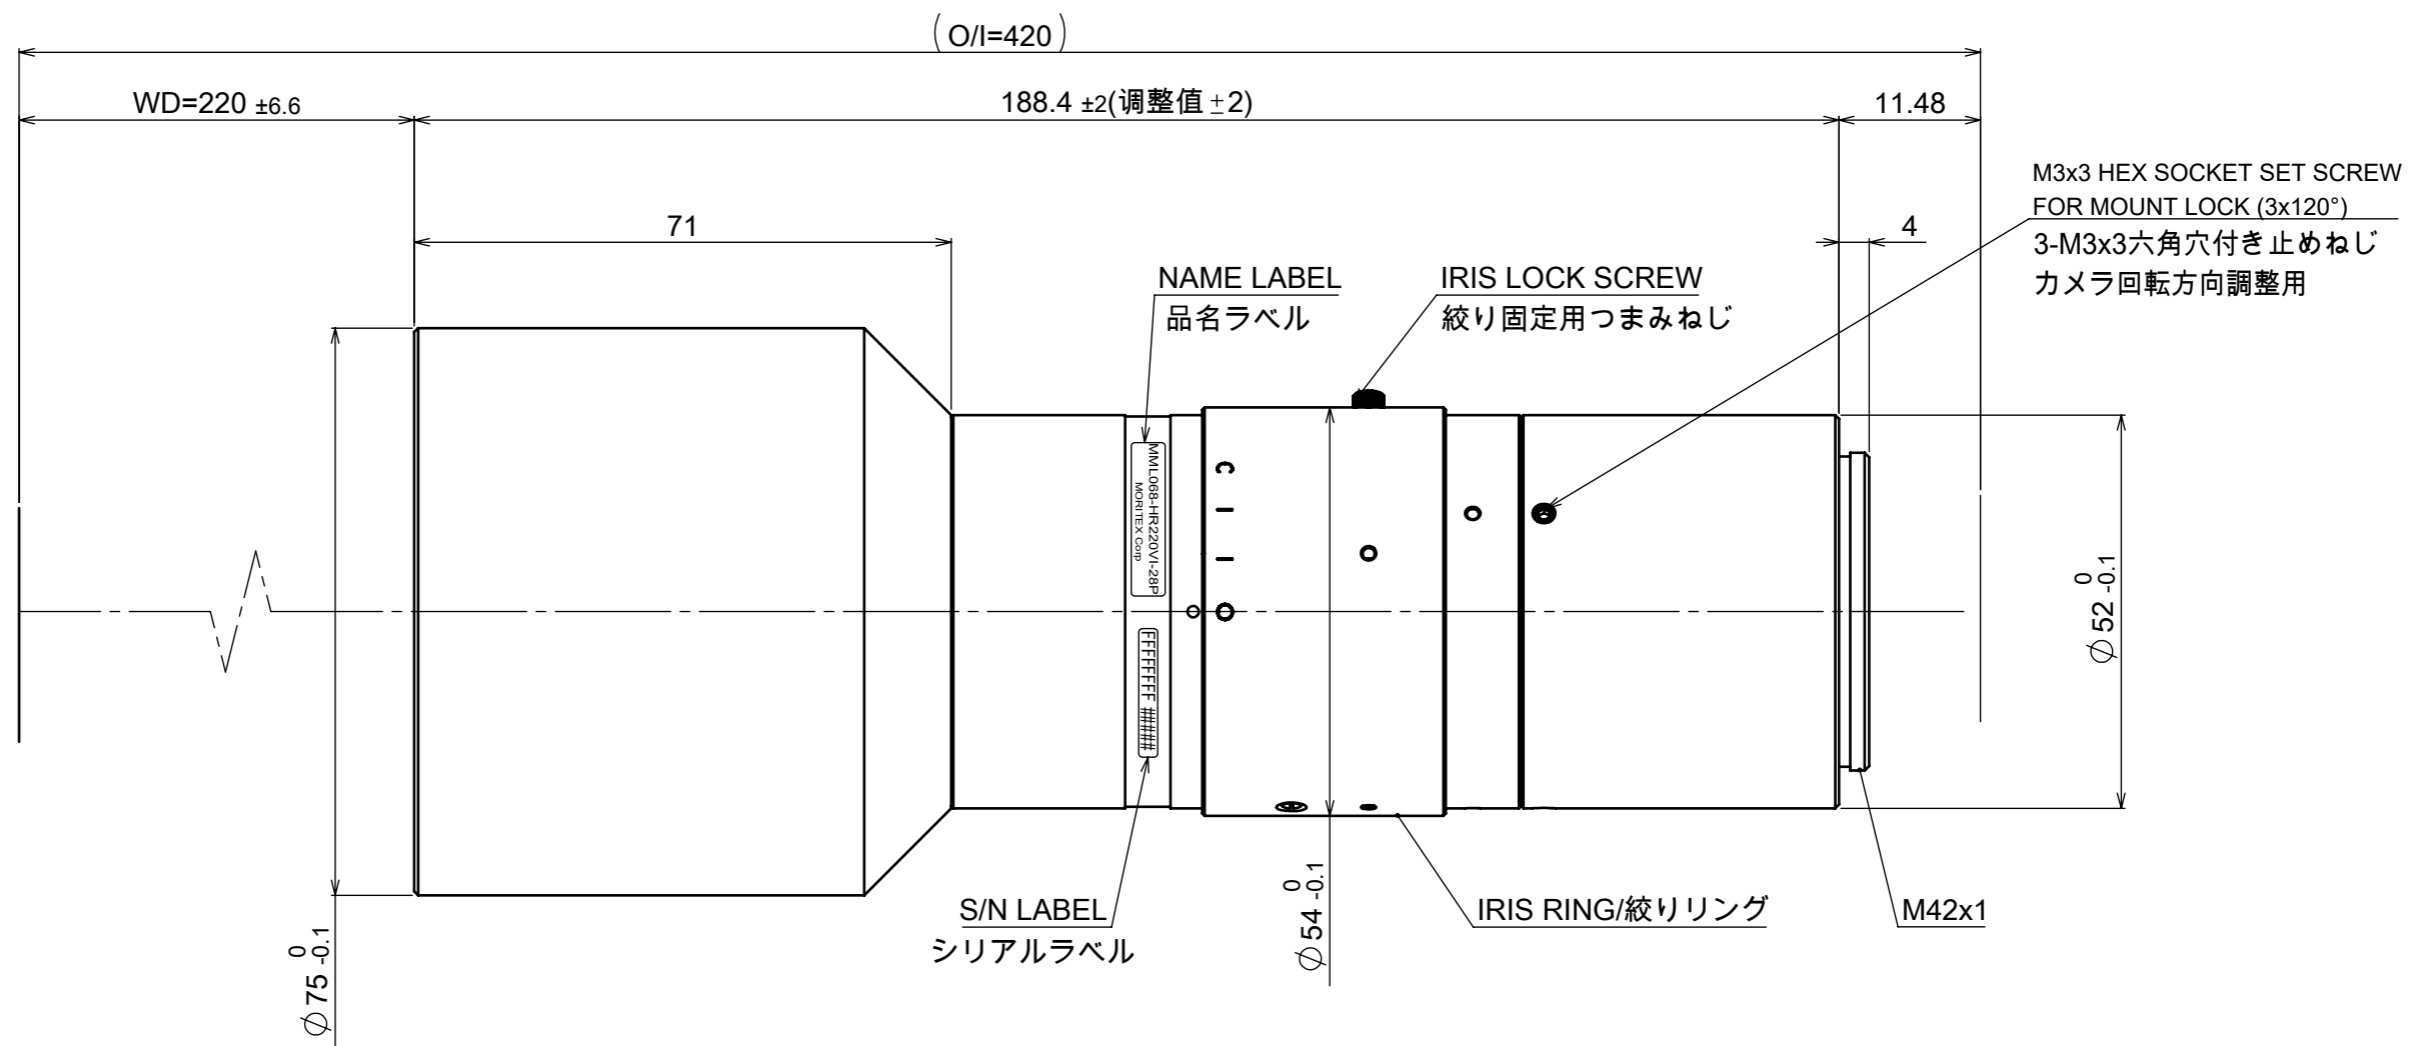 (O/I=420)
WD=220 ±6.6
188.4 ±2(调整值 ±2)
11.48
M3x3 HEX SOCKET SET SCREW
FOR MOUNT LOCK (3x120°)
3-M3x3六角穴付き止めねじ
カメラ回転方向調整用
71
4
NAME LABEL
品名ラベル
IRIS LOCK SCREW
絞り固定用つまみねじ
MML068-HR220VI-28P
MORITEX Corp
C
O
FFFFFFFF #####
∅ 52 0 -0.1
S/N LABEL
シリアルラベル
∅ 54 0 -0.1
IRIS RING/絞りリング
M42x1
∅ 75 0 -0.1